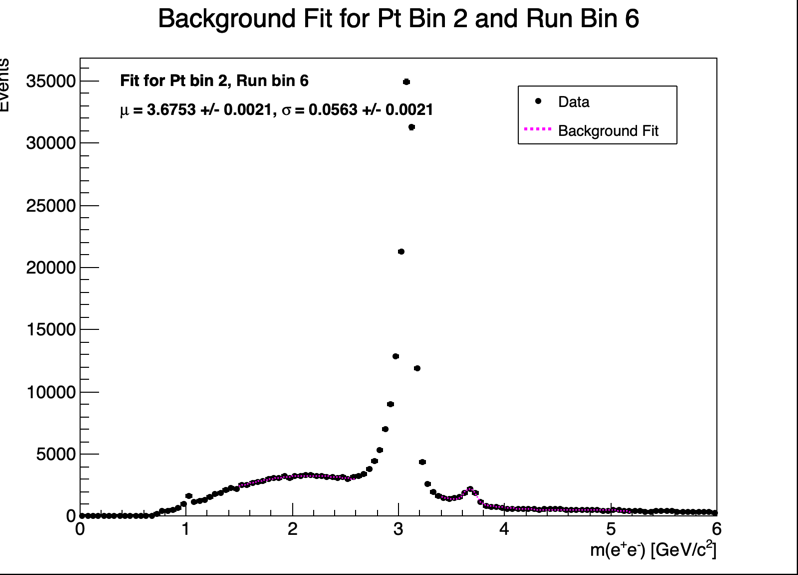 Background Fit for Pt Bin 2 and Run Bin 6
Events
Fit for Pt bin 2, Run bin 6
μ = 3.6753 +/- 0.0021, σ = 0.0563 +/- 0.0021
Data
Background Fit
35000
30000
25000
20000
15000
10000
5000
0
0 1 2 3 4 5 6
m(e⁺e⁻) [GeV/c²]